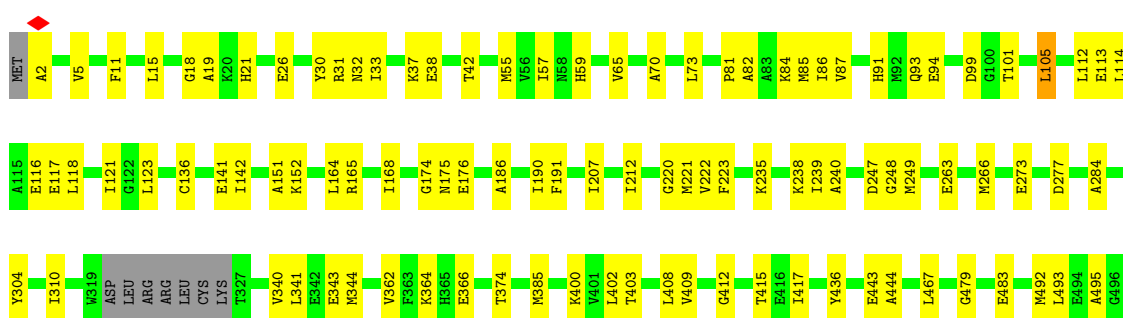 MET A2 V5 F11 L15 G18 A19 K20 H21 E26 Y30 R31 N32 I33 K37 E38 T42 M55 V56 I57 N58 H59 V65 A70 L73 P81 A82 A83 K84 M85 I86 V87 H91 M92 Q93 E94 D99 G100 T101 L105 L112 E113 L114
A115 E116 E117 L118 I121 G122 L123 C136 E141 I142 A151 K152 L164 R165 I168 G174 N175 E176 A186 I190 F191 I207 I212 G220 M221 V222 F223 K235 K238 I239 A240 D247 G248 M249 E263 M266 E273 D277 A284
Y304 I310 W319 ASP LEU ARG ARG LEU CYS LYS T327 V340 L341 E342 E343 M344 V362 F363 K364 H365 E366 T374 M385 K400 V401 L402 T403 L408 V409 G412 T415 E416 I417 Y436 E443 A444 L467 G479 E483 M492 L493 E494 A495 G496